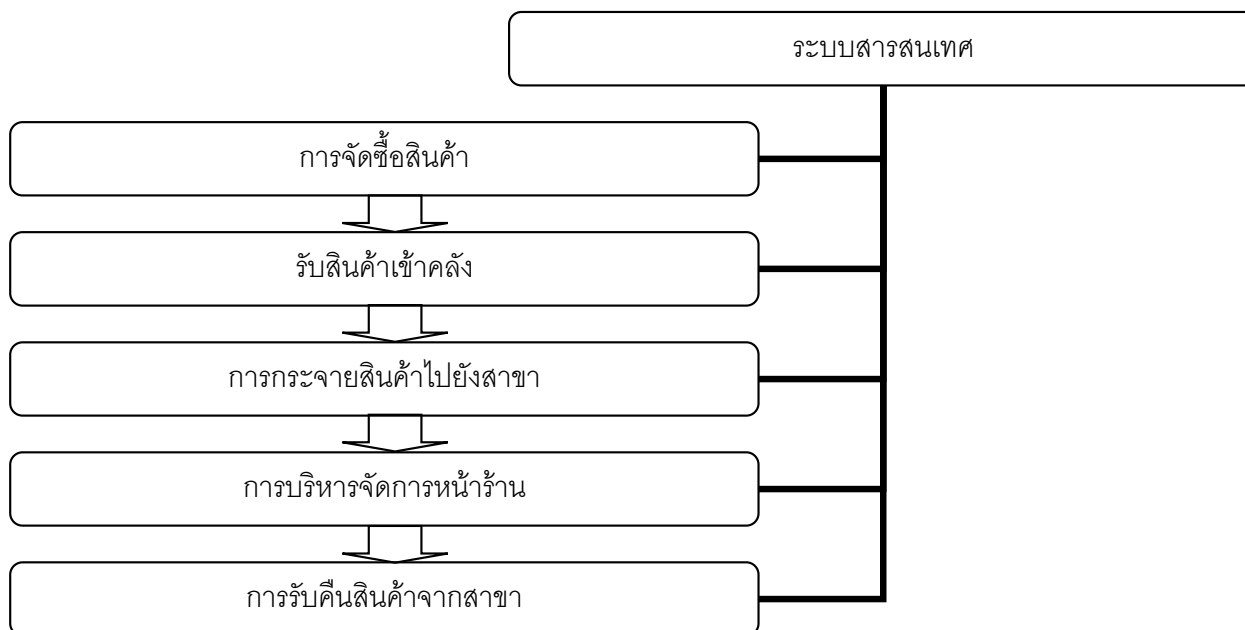 ระบบสารสนเทศ
การจัดซื้อสินค้า
รับสินค้าเข้าคลัง
การกระจายสินค้าไปยังสาขา
การบริหารจัดการหน้าร้าน
การรับคืนสินค้าจากสาขา